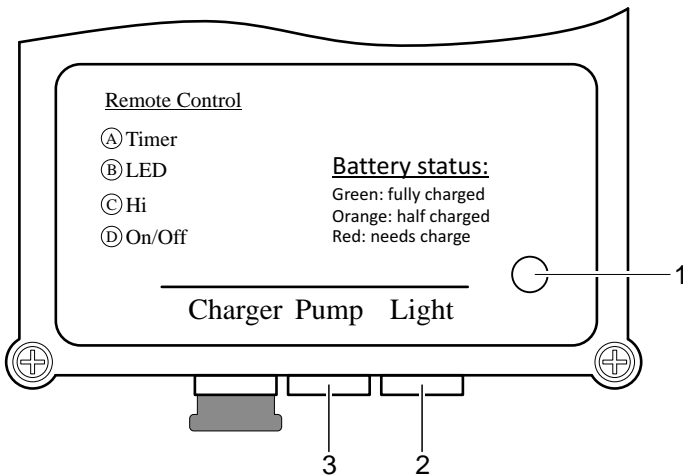 Remote Control
Ⓐ Timer
Ⓑ LED
Ⓒ Hi
Ⓓ On/Off
Battery status:
Green: fully charged
Orange: half charged
Red: needs charge
1
Charger Pump Light
3 2